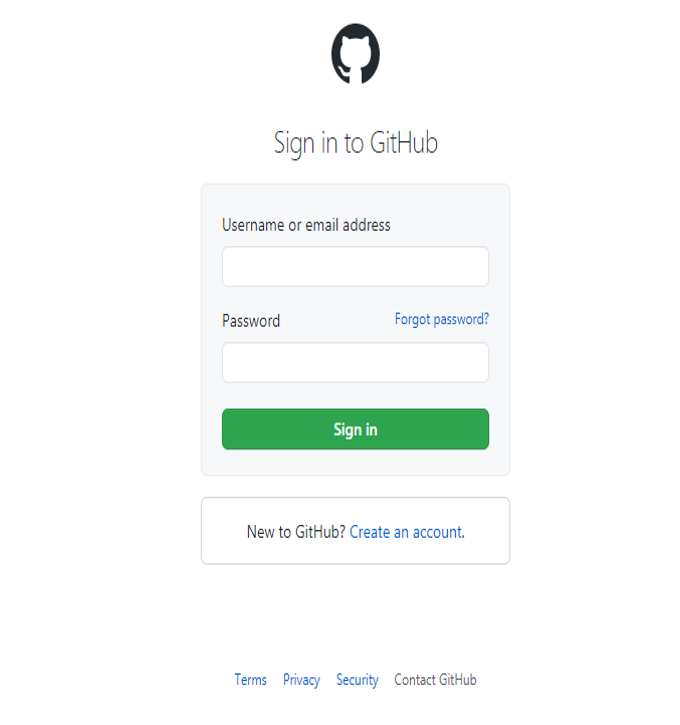 Sign in to GitHub
Username or email address
Password Forgot password?
Sign in
New to GitHub? Create an account.
Terms Privacy Security Contact GitHub